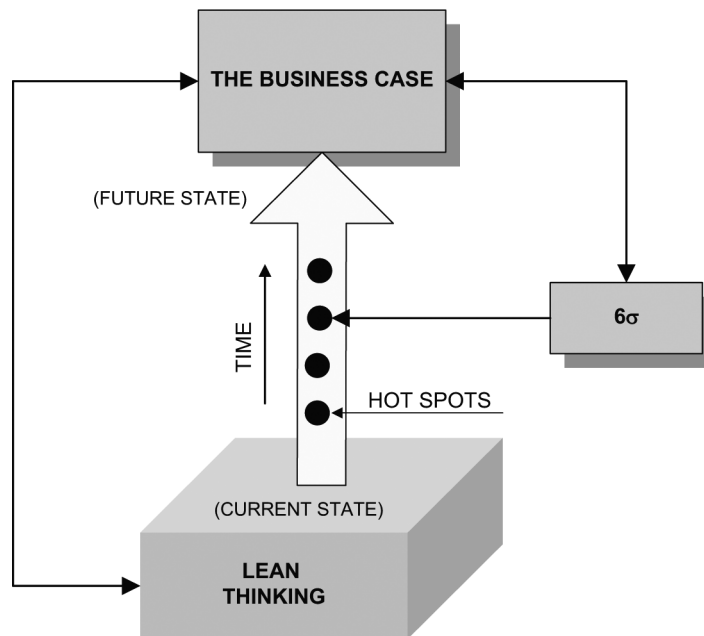 THE BUSINESS CASE
(FUTURE STATE)
6σ
TIME
HOT SPOTS
(CURRENT STATE)
LEAN
THINKING